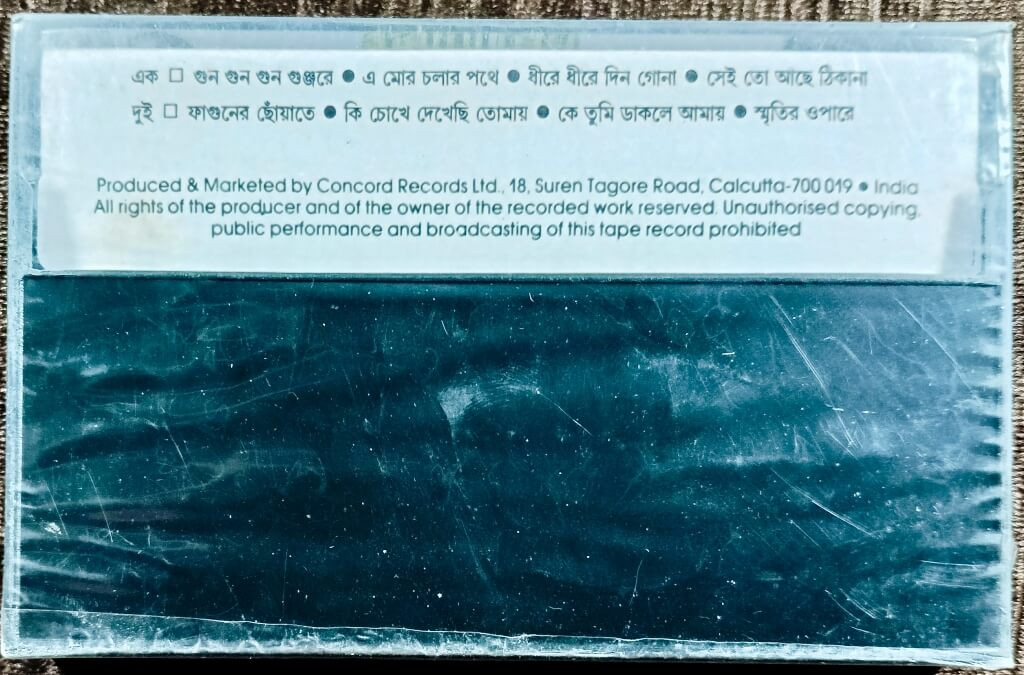 এক □ গুন গুন গুন গুঞ্জরে ● এ মোর চলার পথে ● ধীরে ধীরে দিন গোনা ● সেই তো আছে ঠিকানা
দুই □ ফাগুনের ছোঁয়াতে ● কি চোখে দেখেছি তোমায় ● কে তুমি ডাকলে আমায় ● স্মৃতির ওপারে
Produced & Marketed by Concord Records Ltd., 18, Suren Tagore Road, Calcutta-700 019 ● India
All rights of the producer and of the owner of the recorded work reserved. Unauthorised copying,
public performance and broadcasting of this tape record prohibited